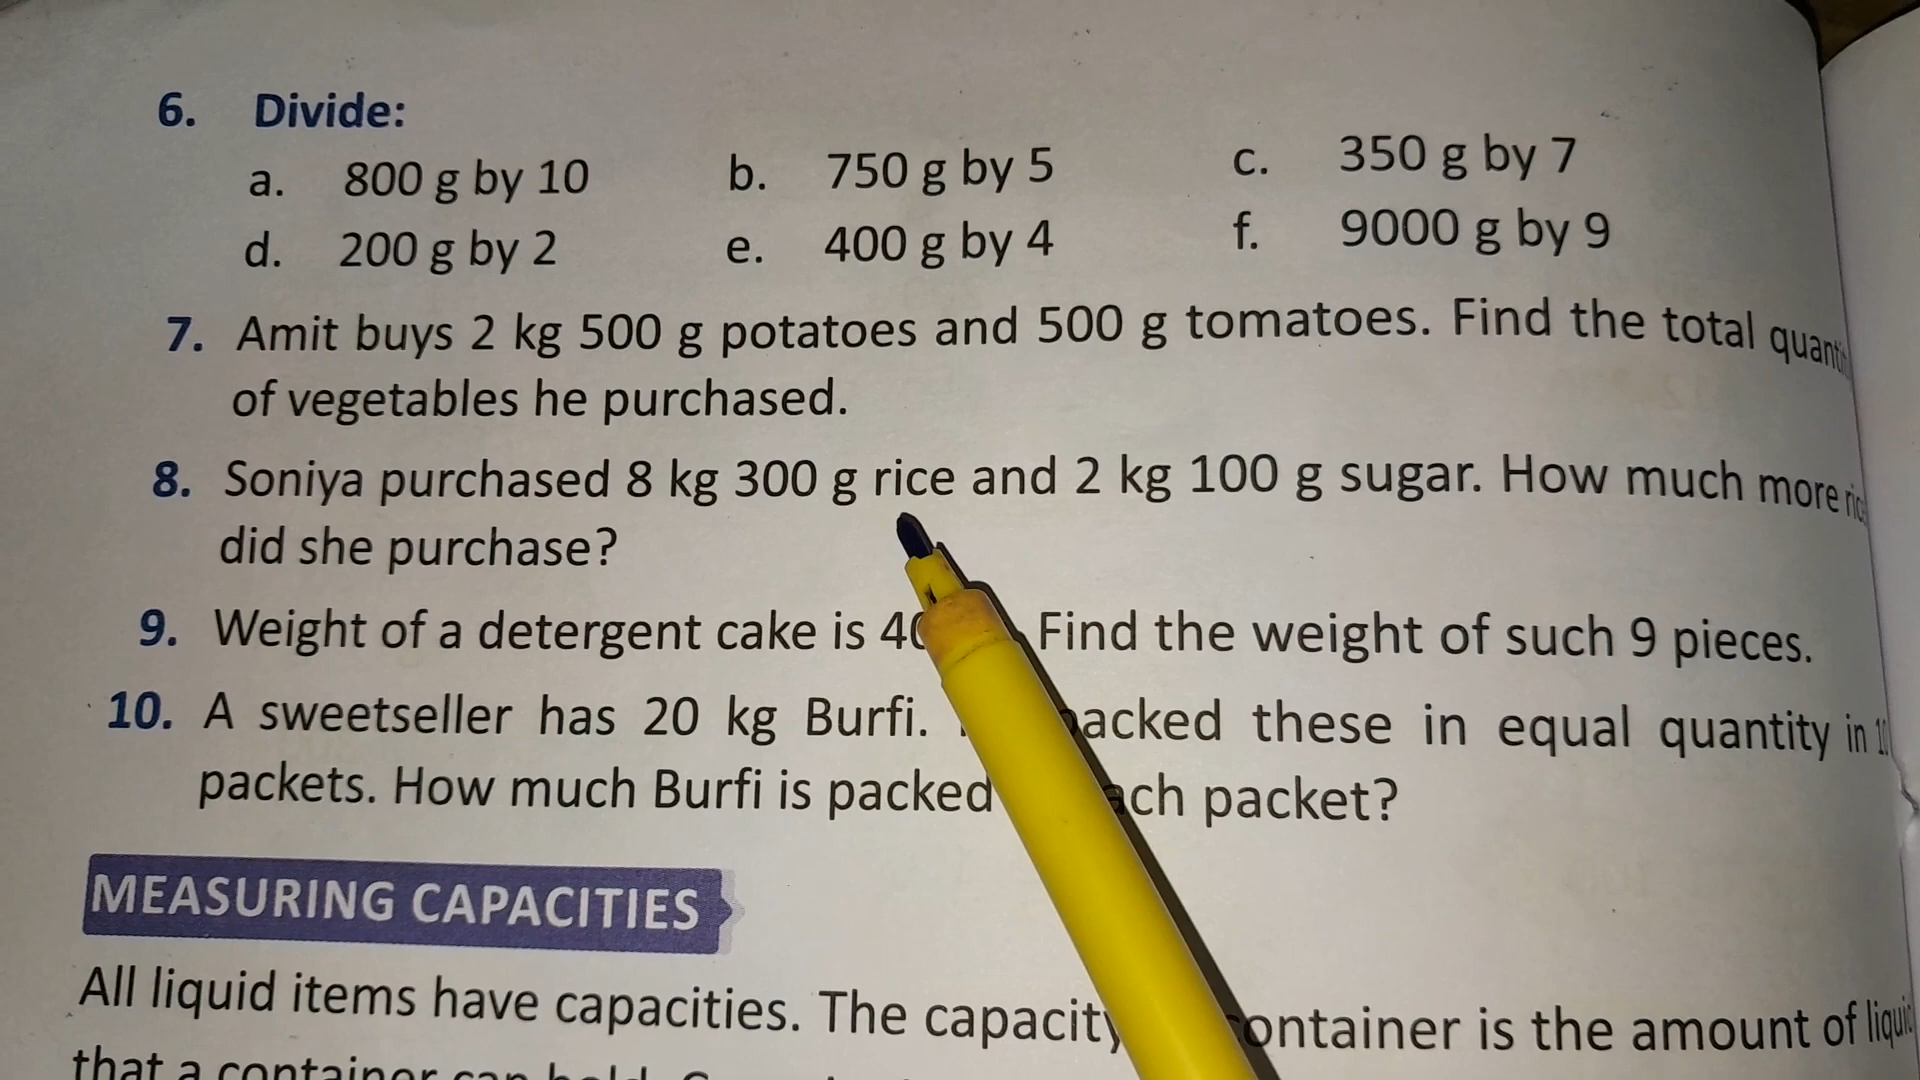 6. Divide:
a. 800 g by 10 b. 750 g by 5 c. 350 g by 7
d. 200 g by 2 e. 400 g by 4 f. 9000 g by 9
7. Amit buys 2 kg 500 g potatoes and 500 g tomatoes. Find the total
of vegetables he purchased.
8. Soniya purchased 8 kg 300 g rice and 2 kg 100 g sugar. How much more
did she purchase?
9. Weight of a detergent cake is Find the weight of such 9 pieces.
10. A sweetseller has 20 kg Burfi. these in equal quantity in
packets. How much Burfi is packed packet?
MEASURING CAPACITIES
All liquid items have capacities. The capacity container is the amount of
that a container can